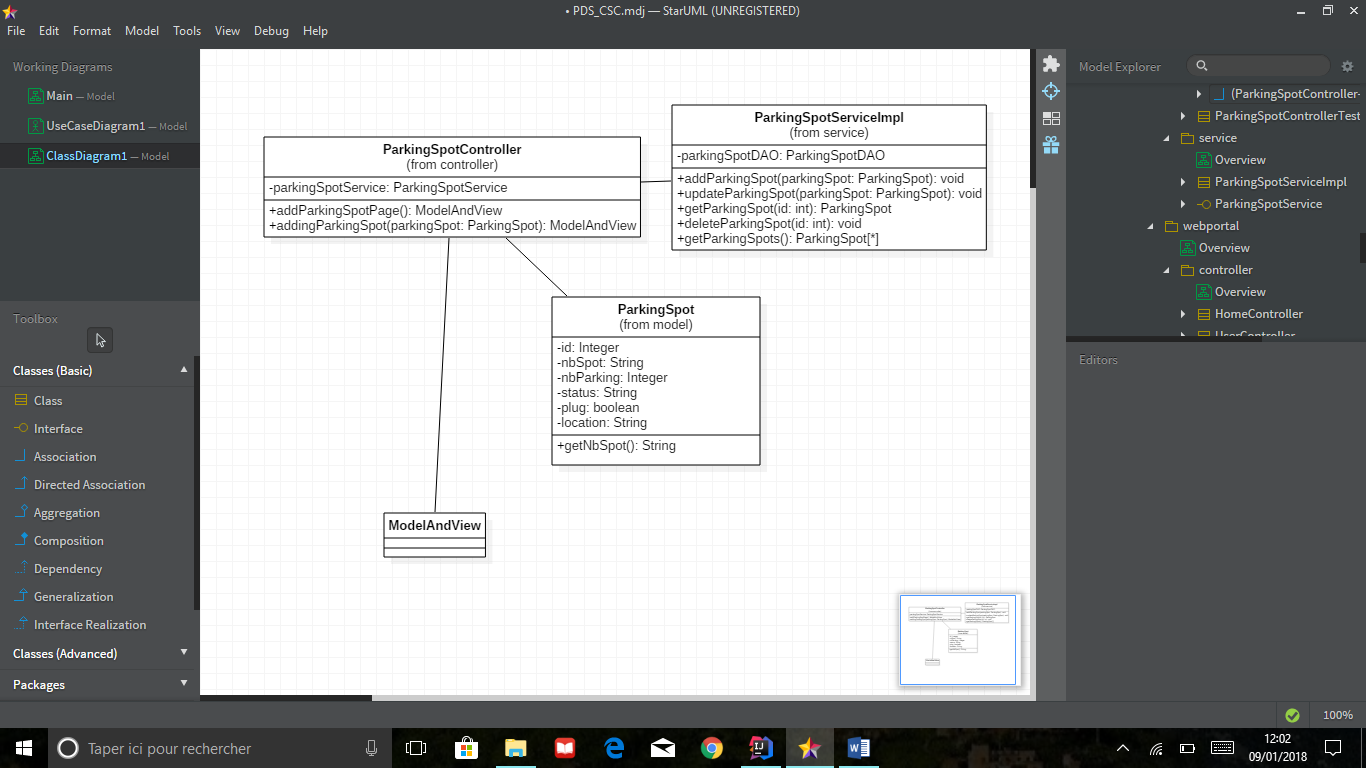 • PDS_CSC.mdj — StarUML (UNREGISTERED)
File Edit Format Model Tools View Debug Help
Working Diagrams
Main — Model
UseCaseDiagram1 — Model
ClassDiagram1 — Model
Toolbox
Classes (Basic)
Class
Interface
Association
Directed Association
Aggregation
Composition
Dependency
Generalization
Interface Realization
Classes (Advanced)
Packages
ParkingSpotController
(from controller)
-parkingSpotService: ParkingSpotService
+addParkingSpotPage(): ModelAndView
+addingParkingSpot(parkingSpot: ParkingSpot): ModelAndView
ParkingSpotServiceImpl
(from service)
-parkingSpotDAO: ParkingSpotDAO
+addParkingSpot(parkingSpot: ParkingSpot): void
+updateParkingSpot(parkingSpot: ParkingSpot): void
+getParkingSpot(id: int): ParkingSpot
+deleteParkingSpot(id: int): void
+getParkingSpots(): ParkingSpot[*]
ParkingSpot
(from model)
-id: Integer
-nbSpot: String
-nbParking: Integer
-status: String
-plug: boolean
-location: String
+getNbSpot(): String
ModelAndView
Model Explorer
(ParkingSpotController-
ParkingSpotControllerTest
service
Overview
ParkingSpotServiceImpl
ParkingSpotService
webportal
Overview
controller
Overview
HomeController
UserController
Editors
100%
Taper ici pour rechercher
12:02
09/01/2018